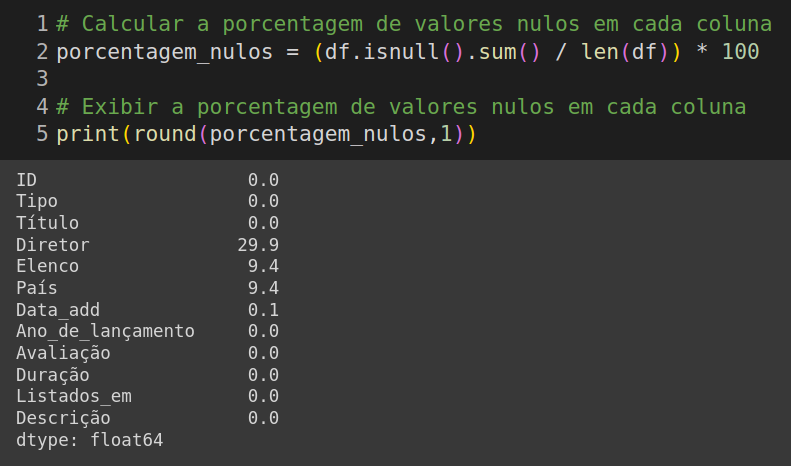 1 # Calcular a porcentagem de valores nulos em cada coluna
2 porcentagem_nulos = (df.isnull().sum() / len(df)) * 100
3
4 # Exibir a porcentagem de valores nulos em cada coluna
5 print(round(porcentagem_nulos,1))
ID 0.0
Tipo 0.0
Título 0.0
Diretor 29.9
Elenco 9.4
País 9.4
Data_add 0.1
Ano_de_lançamento 0.0
Avaliação 0.0
Duração 0.0
Listados_em 0.0
Descrição 0.0
dtype: float64